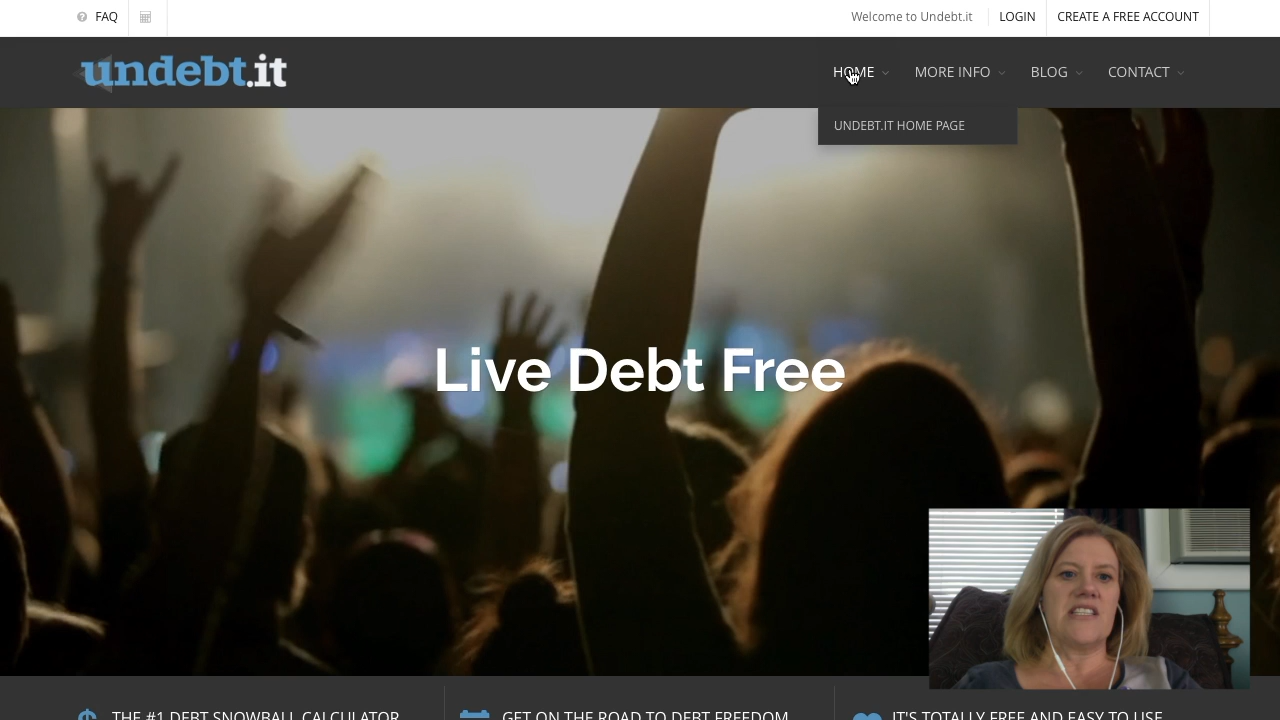 FAQ
Welcome to Undebt.it
LOGIN
CREATE A FREE ACCOUNT
undebt.it
HOME
MORE INFO
BLOG
CONTACT
UNDEBT.IT HOME PAGE
Live Debt Free
THE #1 DEBT SNOWBALL CALCULATOR
GET ON THE ROAD TO DEBT FREEDOM
IT'S TOTALLY FREE AND EASY TO USE